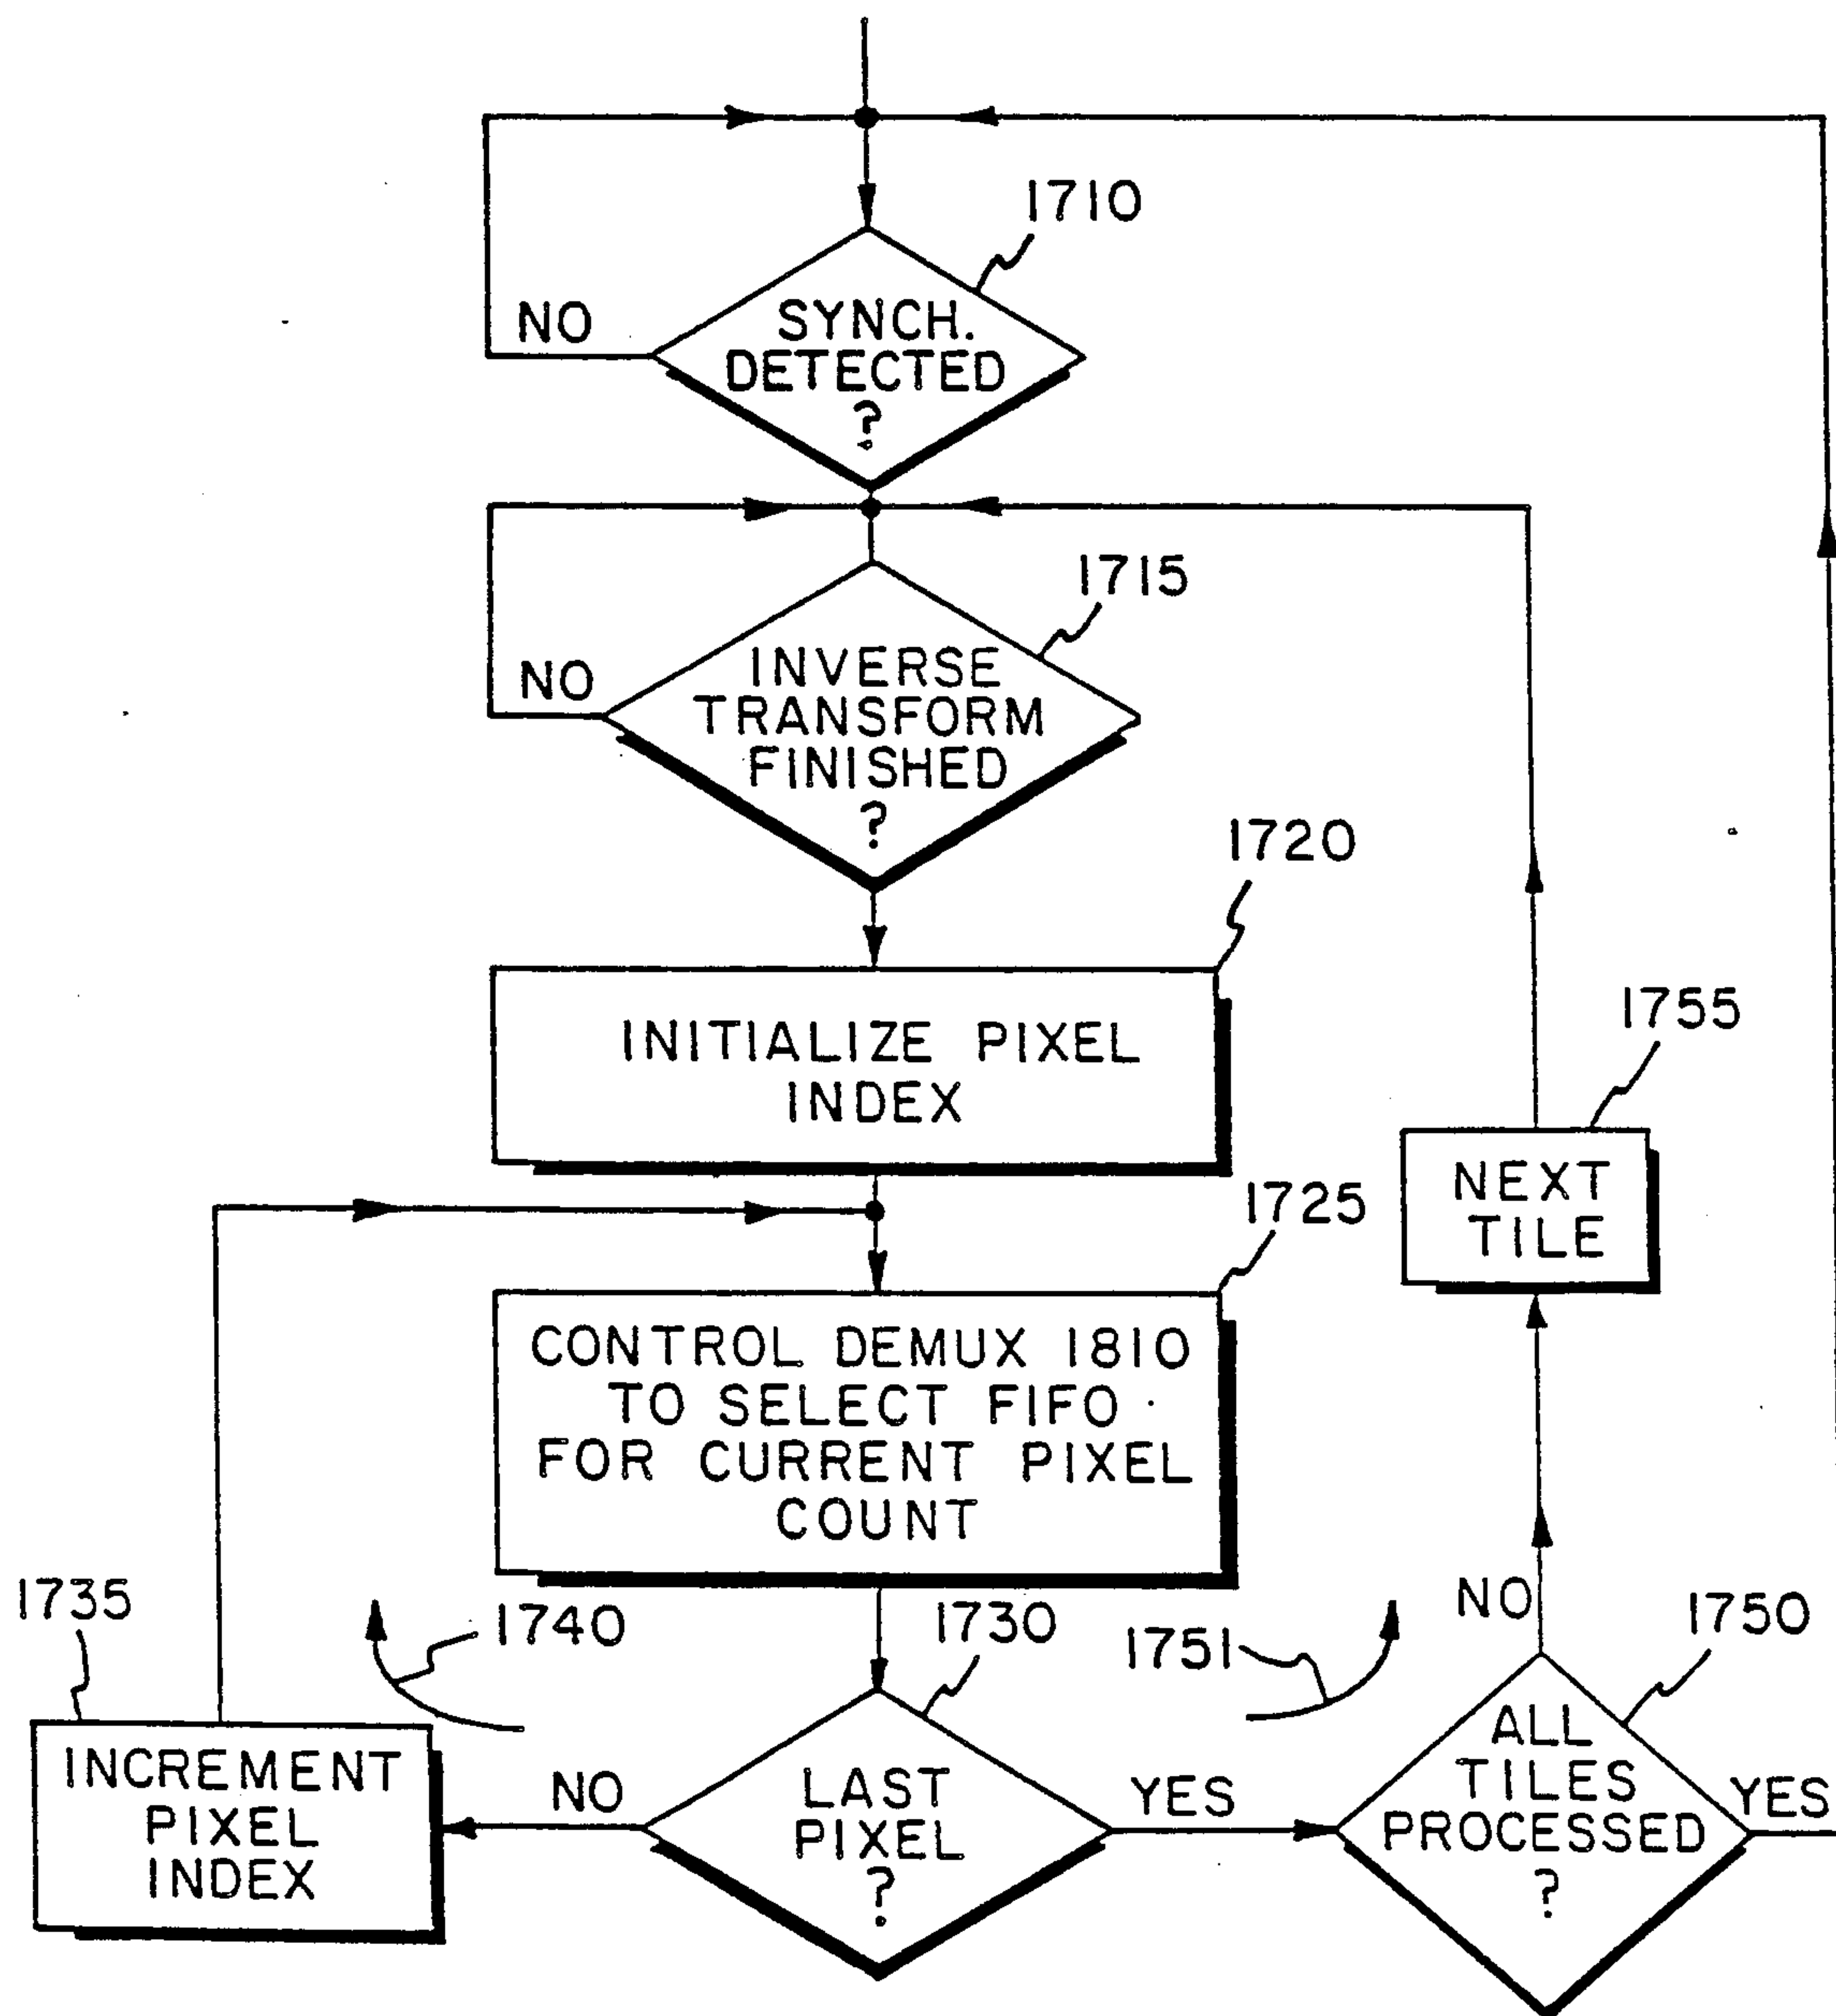 1710
SYNCH.
DETECTED
?
NO
1715
INVERSE
TRANSFORM
FINISHED
?
NO
1720
INITIALIZE PIXEL
INDEX
1755
NEXT
TILE
1725
CONTROL DEMUX 1810
TO SELECT FIFO
FOR CURRENT PIXEL
COUNT
1735
1740
1730
1751
NO
1750
INCREMENT
PIXEL
INDEX
NO
LAST
PIXEL
?
YES
ALL
TILES
PROCESSED
?
YES